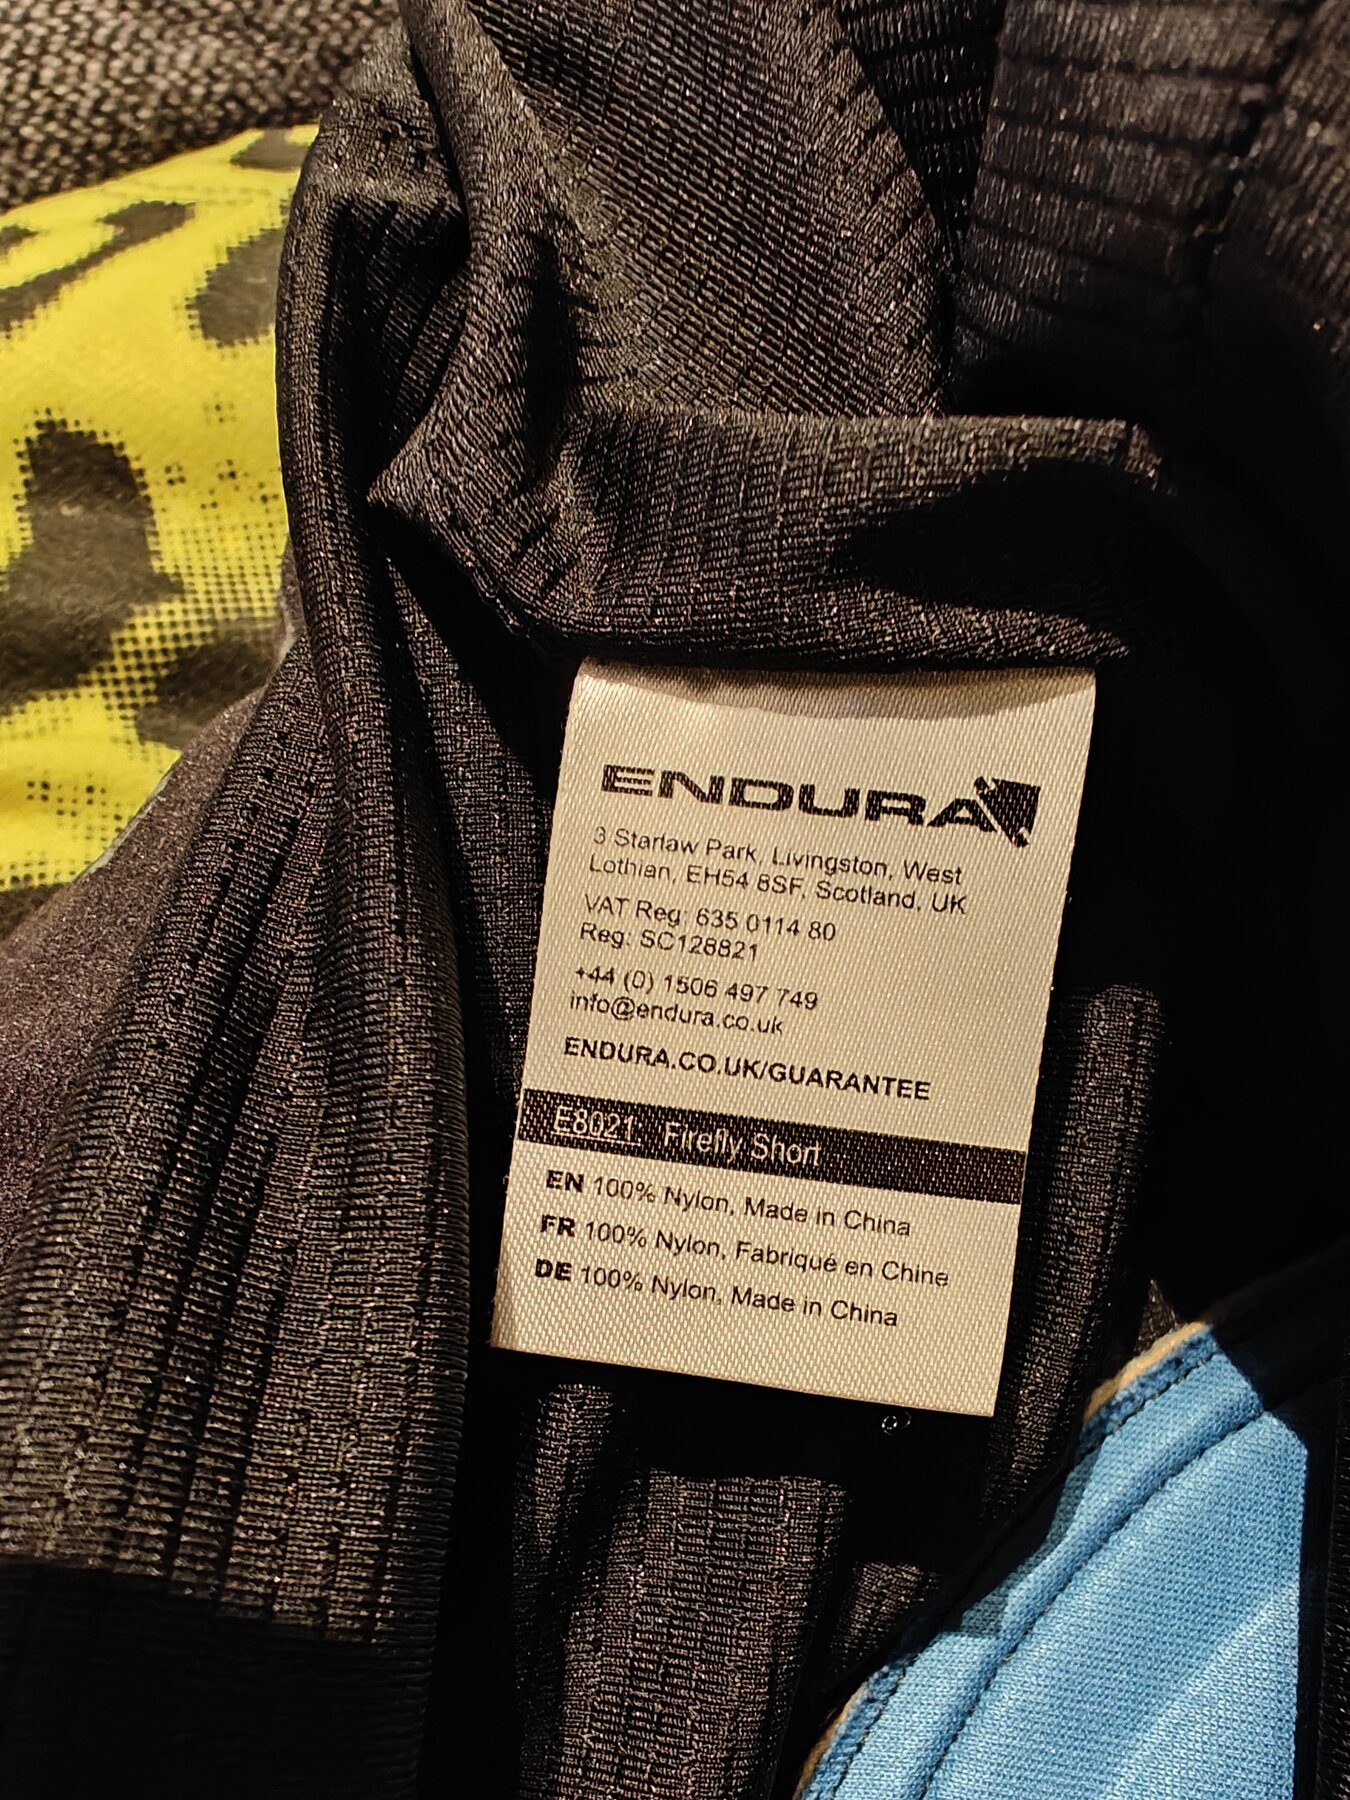 ENDURA
3 Starlaw Park, Livingston, West
Lothian, EH54 8SF, Scotland, UK
VAT Reg: 635 0114 80
Reg: SC128821
+44 (0) 1506 497 749
info@endura.co.uk
ENDURA.CO.UK/GUARANTEE
E8021 Firefly Short
EN 100% Nylon, Made in China
FR 100% Nylon, Fabriqué en Chine
DE 100% Nylon, Made in China